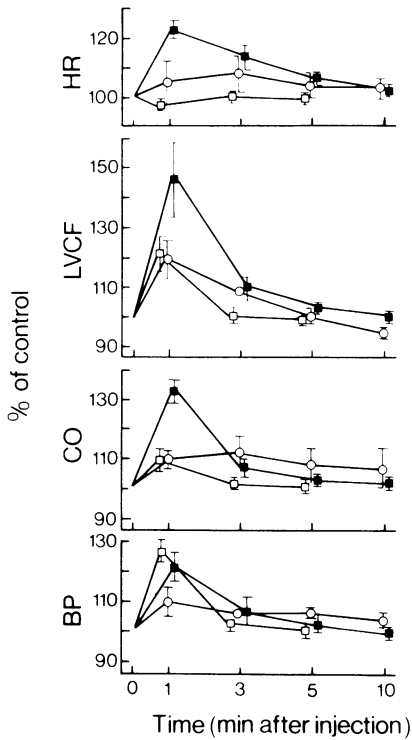 % of control
HR
120
100
LVCF
150
130
110
90
CO
130
110
90
BP
130
110
90
0 1 3 5 10
Time (min after injection)